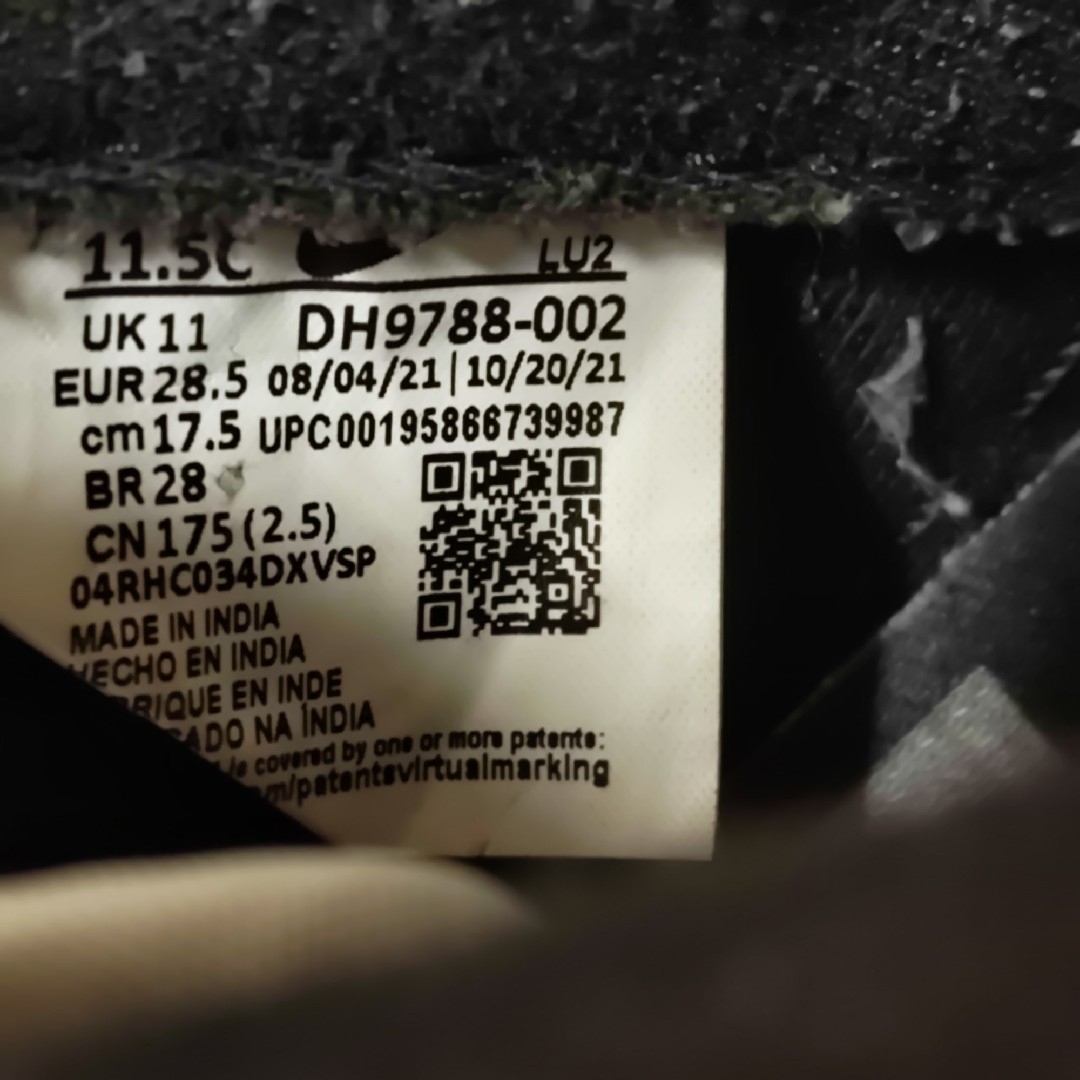 11.5C LU2
UK 11 DH9788-002
EUR 28.5 08/04/21|10/20/21
cm 17.5 UPC00195866739987
BR 28
CN 175 (2.5)
04RHC034DXVSP
MADE IN INDIA
HECHO EN INDIA
RIQUE EN INDE
ADO NA ÍNDIA
covered by one or more patents:
m/patentsvirtualmarking